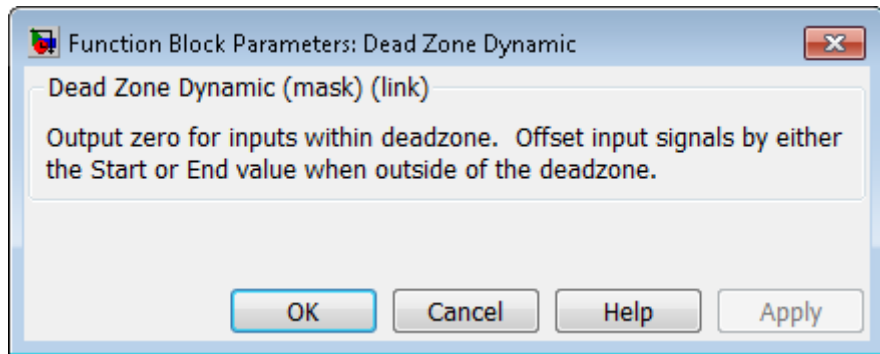 Function Block Parameters: Dead Zone Dynamic
Dead Zone Dynamic (mask) (link)
Output zero for inputs within deadzone.  Offset input signals by either
the Start or End value when outside of the deadzone.
OK Cancel Help Apply